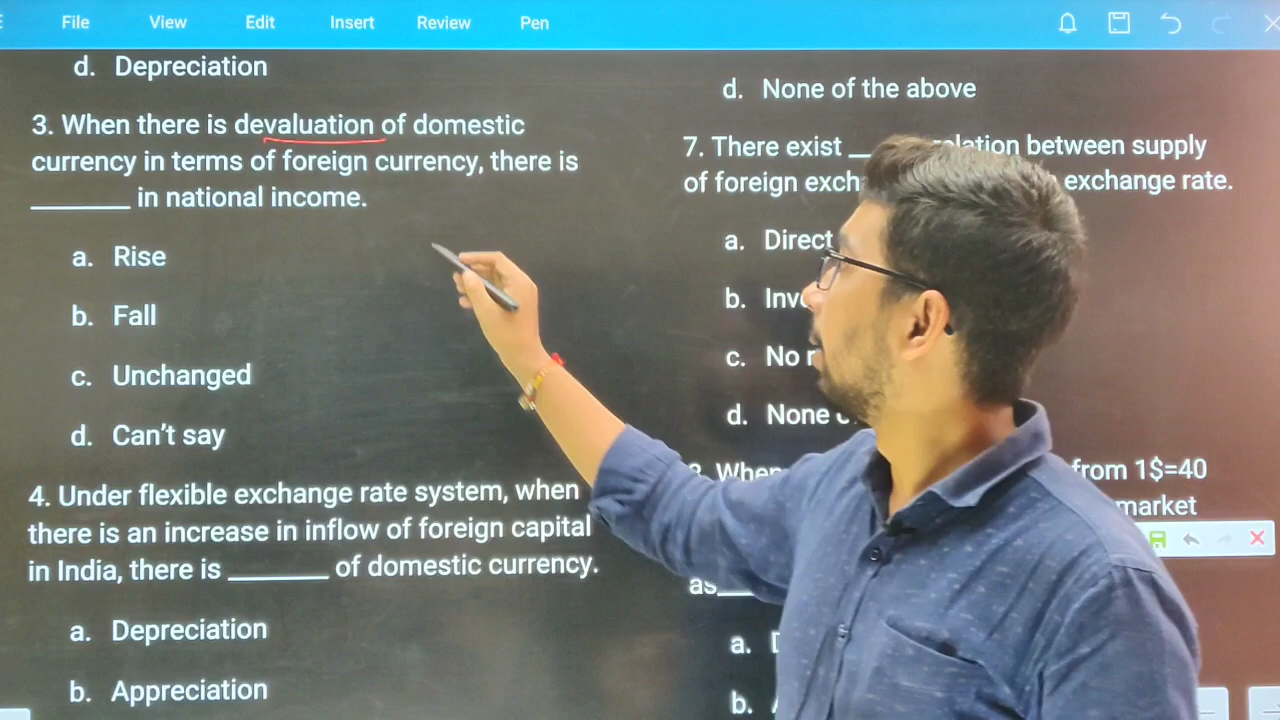 File View Edit Insert Review Pen
d. Depreciation
3. When there is devaluation of domestic
currency in terms of foreign currency, there is
________ in national income.
a. Rise
b. Fall
c. Unchanged
d. Can't say
4. Under flexible exchange rate system, when
there is an increase in inflow of foreign capital
in India, there is ________ of domestic currency.
a. Depreciation
b. Appreciation
d. None of the above
7. There exist __ relation between supply
of foreign exchange rate.
a. Direct
b.
c. No
d. None
When from 1$=40
market
as__
a.
b.